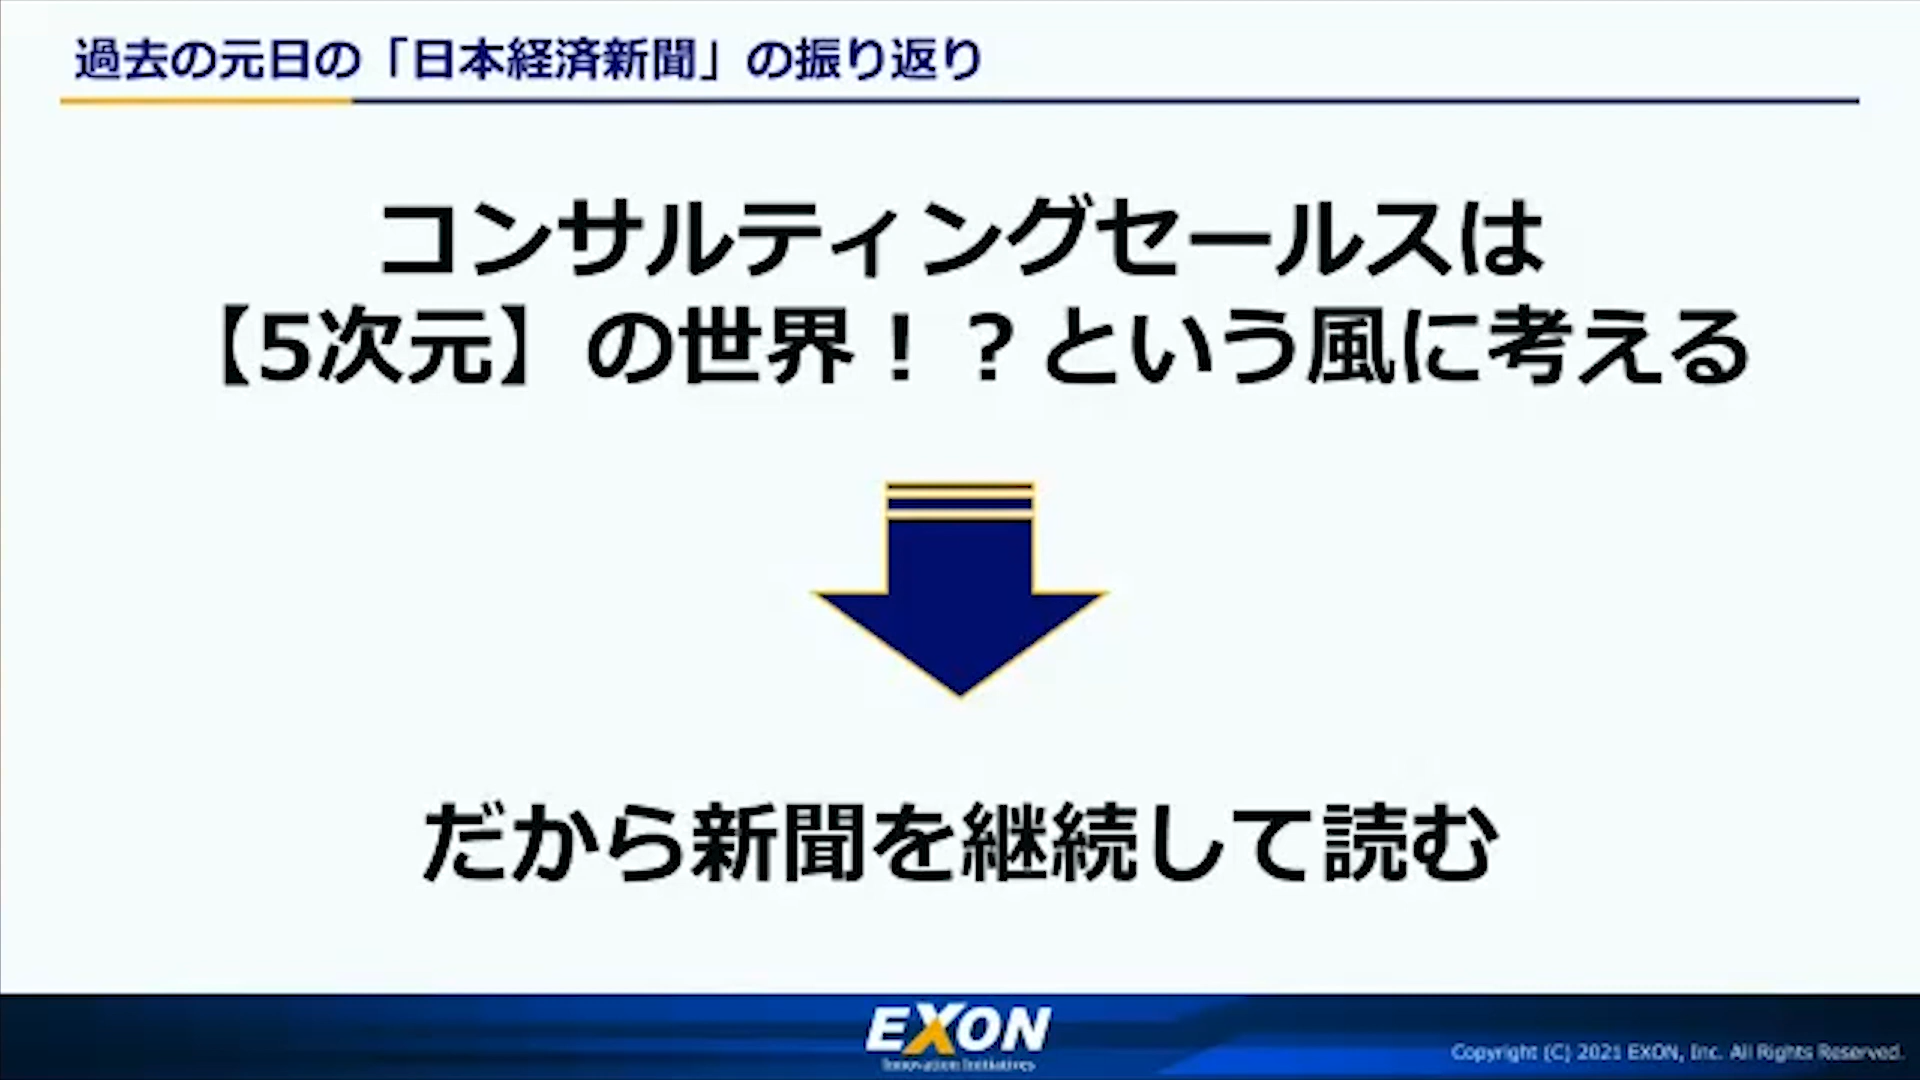 過去の元日の「日本経済新聞」の振り返り
コンサルティングセールスは
【5次元】の世界！？という風に考える
だから新聞を継続して読む
EXON
Innovation Initiatives
Copyright (C) 2021 EXON, Inc. All Rights Reserved.